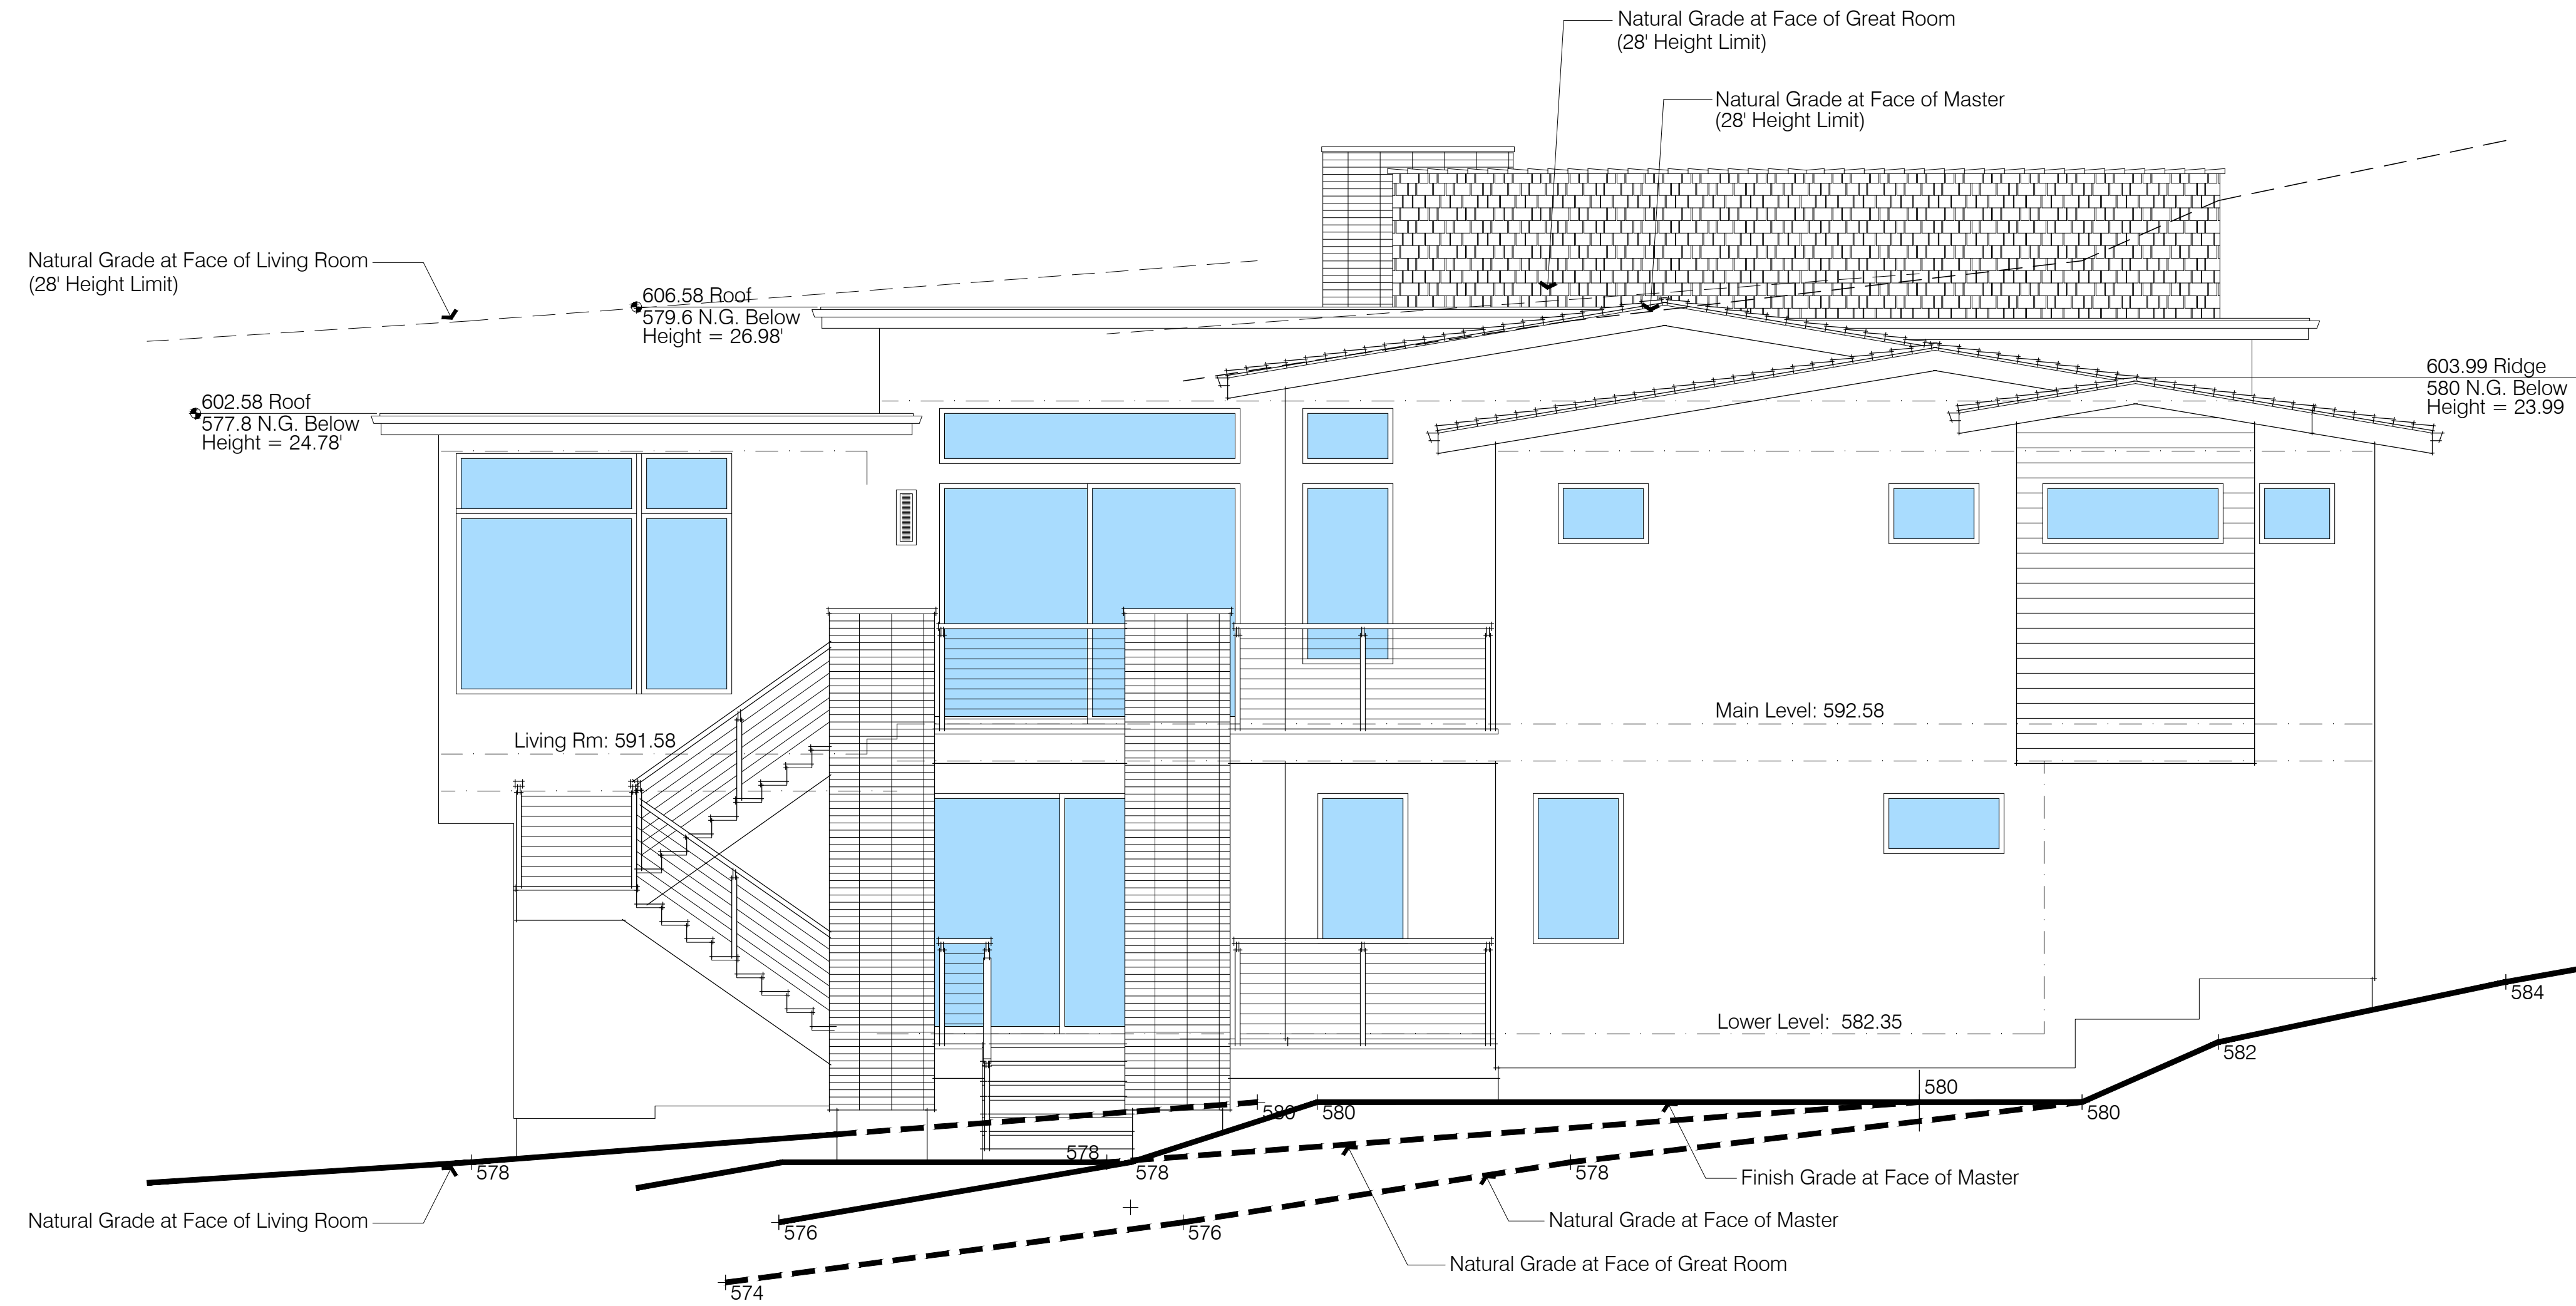 Natural Grade at Face of Great Room
(28' Height Limit)
Natural Grade at Face of Master
(28' Height Limit)
Natural Grade at Face of Living Room
(28' Height Limit)
606.58 Roof
579.6 N.G. Below
Height = 26.98'
603.99 Ridge
580 N.G. Below
Height = 23.99
602.58 Roof
577.8 N.G. Below
Height = 24.78'
Main Level: 592.58
Living Rm: 591.58
Lower Level: 582.35
584
582
580
580
580
580
578
578
578
578
Finish Grade at Face of Master
Natural Grade at Face of Living Room
Natural Grade at Face of Master
576
576
Natural Grade at Face of Great Room
574